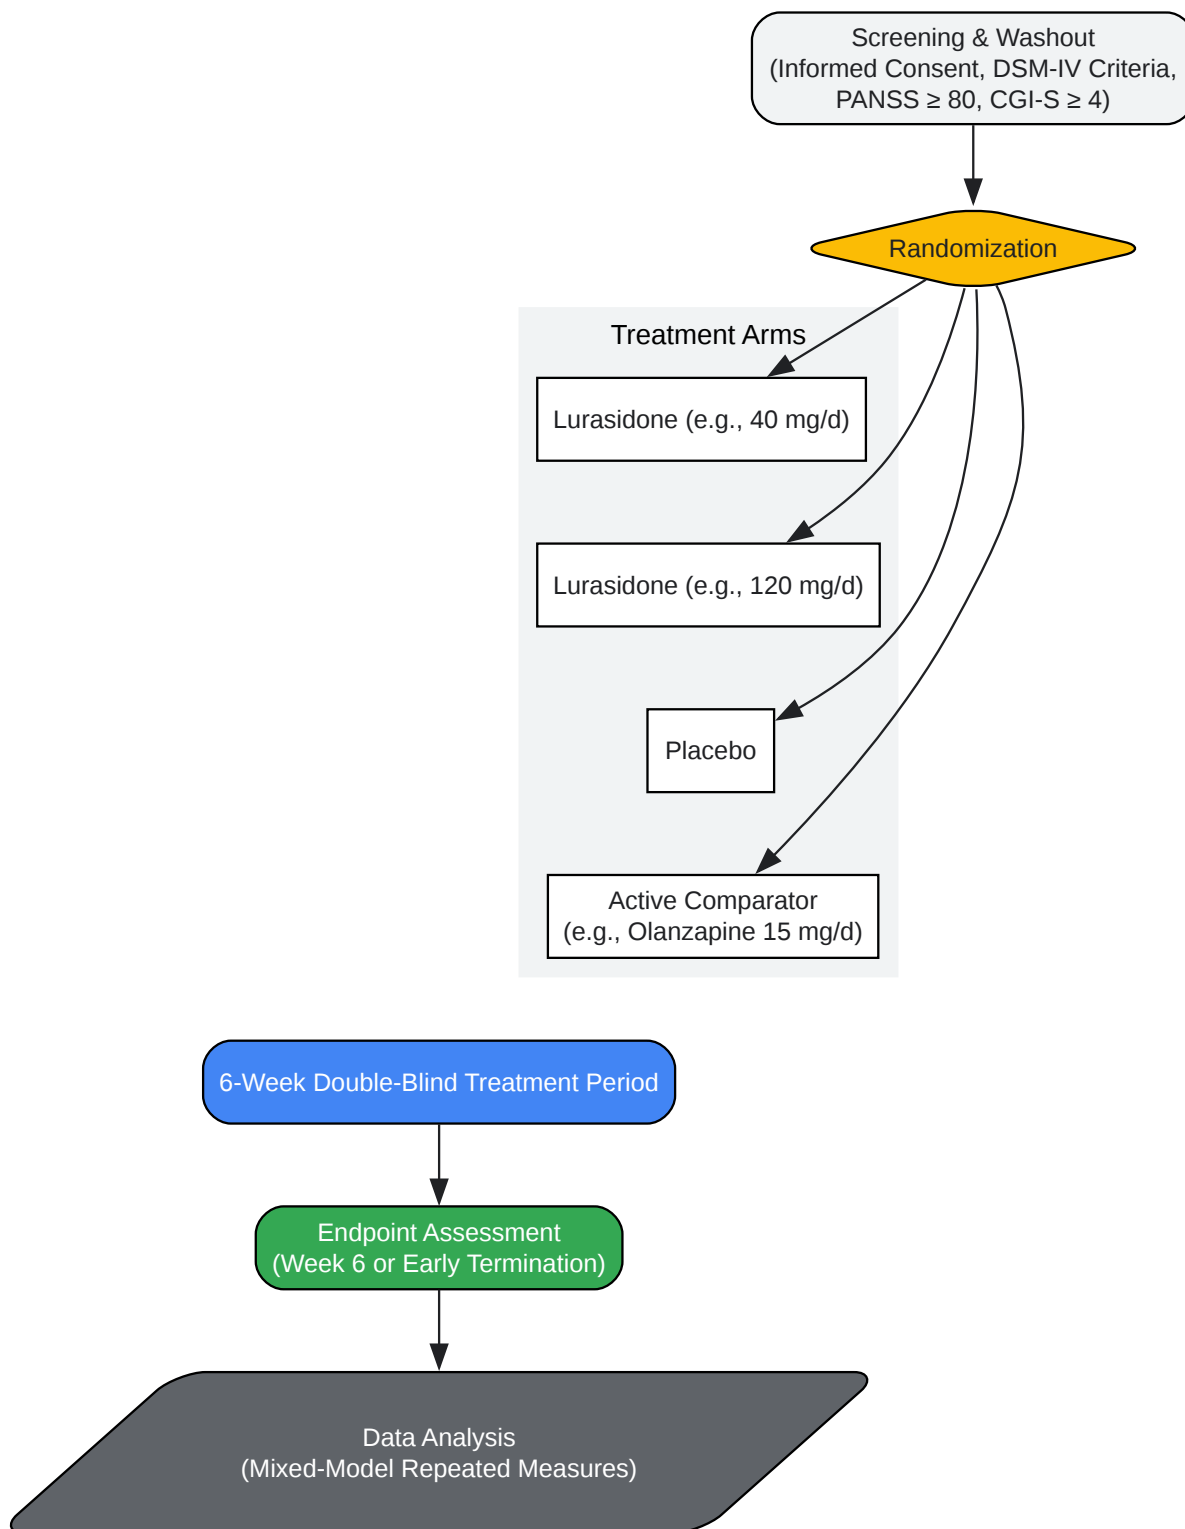 Screening & Washout
(Informed Consent, DSM-IV Criteria,
PANSS ≥ 80, CGI-S ≥ 4)
Randomization
Treatment Arms
Lurasidone (e.g., 40 mg/d)
Lurasidone (e.g., 120 mg/d)
Placebo
Active Comparator
(e.g., Olanzapine 15 mg/d)
6-Week Double-Blind Treatment Period
Endpoint Assessment
(Week 6 or Early Termination)
Data Analysis
(Mixed-Model Repeated Measures)